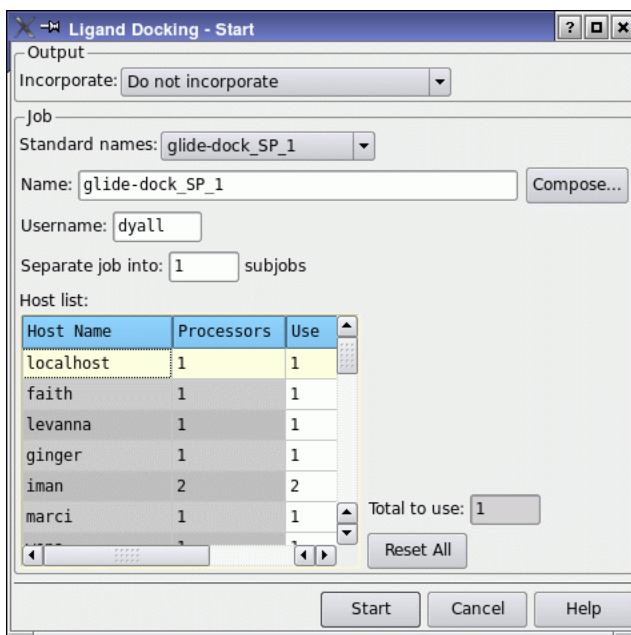 Ligand Docking - Start
Output
Incorporate: Do not incorporate
Job
Standard names: glide-dock_SP_1
Name: glide-dock_SP_1 Compose...
Username: dyall
Separate job into: 1 subjobs
Host list:
Host Name Processors Use
localhost 1 1
faith 1 1
levanna 1 1
ginger 1 1
iman 2 2
marci 1 1
Total to use: 1
Reset All
Start Cancel Help